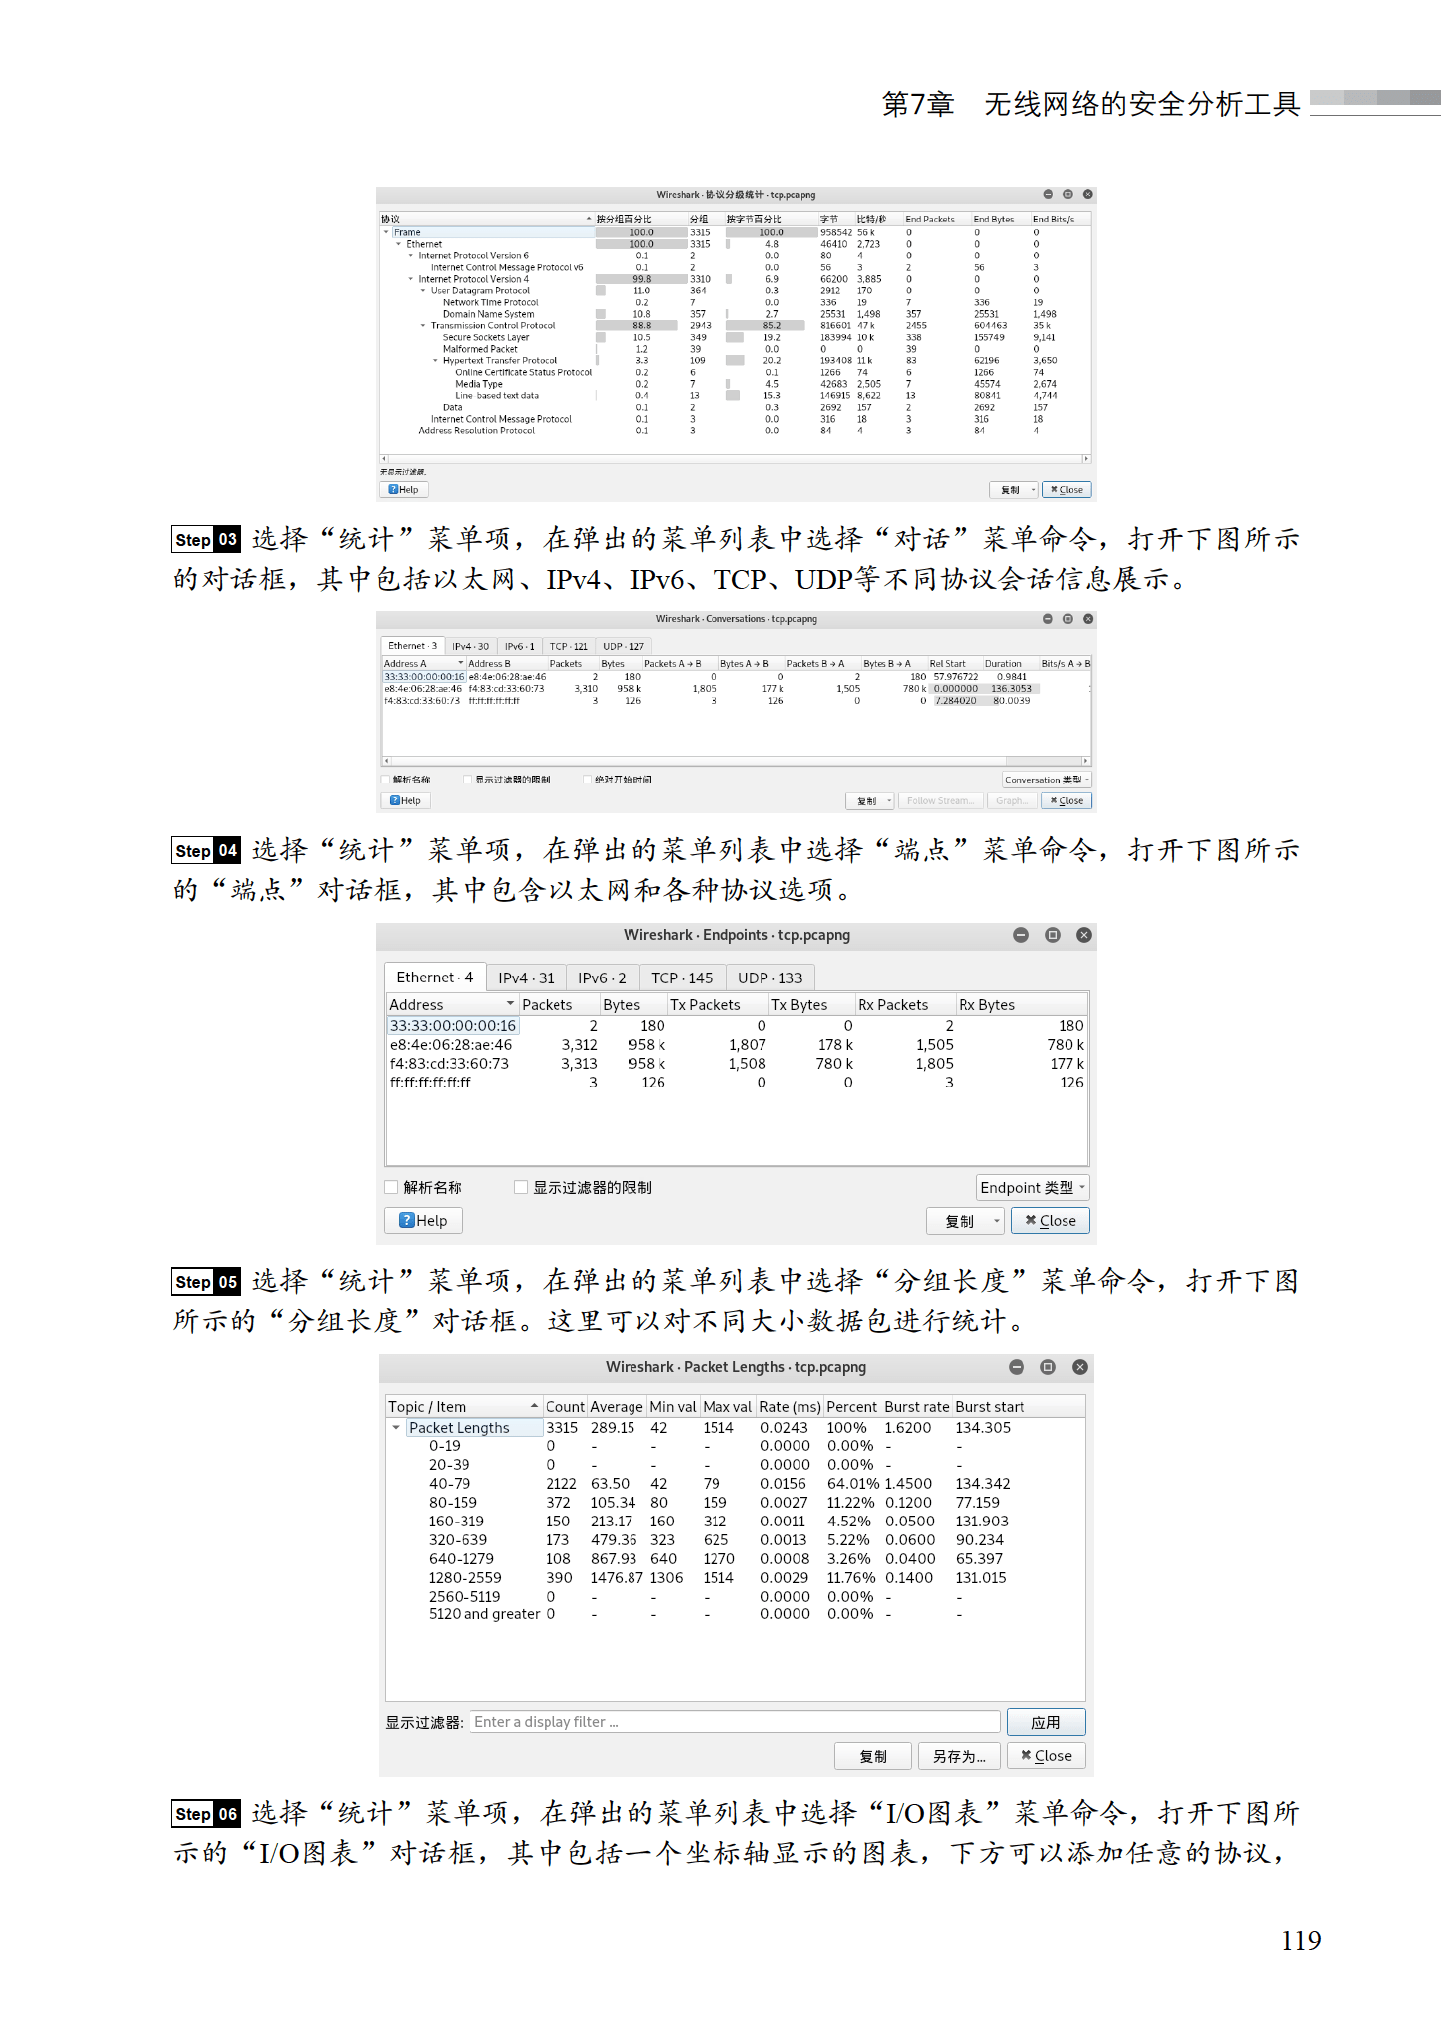 第7章 无线网络的安全分析工具
Wireshark · 协议分级统计 · tcp.pcapng
协议 按分组百分比 分组 按字节百分比 字节 比特/秒 End Packets End Bytes End Bits/s
Frame 100.0 3315 100.0 958542 56 k 0 0 0
Ethernet 100.0 3315 4.8 46410 2,723 0 0 0
Internet Protocol Version 6 0.1 2 0.0 80 4 0 0 0
Internet Control Message Protocol v6 0.1 2 0.0 56 3 2 56 3
Internet Protocol Version 4 99.8 3310 6.9 66200 3,885 0 0 0
User Datagram Protocol 11.0 364 0.3 2912 170 0 0 0
Network Time Protocol 0.2 7 0.0 336 19 7 336 19
Domain Name System 10.8 357 2.7 25531 1,498 357 25531 1,498
Transmission Control Protocol 88.8 2943 85.2 816601 47 k 2455 604463 35 k
Secure Sockets Layer 10.5 349 19.2 183994 10 k 338 155749 9,141
Malformed Packet 1.2 39 0.0 0 0 39 0 0
Hypertext Transfer Protocol 3.3 109 20.2 193408 11 k 83 62196 3,650
Online Certificate Status Protocol 0.2 6 0.1 1266 74 6 1266 74
Media Type 0.2 7 4.5 42683 2,505 7 45574 2,674
Line-based text data 0.4 13 15.3 146915 8,622 13 80841 4,744
Data 0.1 2 0.3 2692 157 2 2692 157
Internet Control Message Protocol 0.1 3 0.0 316 18 3 316 18
Address Resolution Protocol 0.1 3 0.0 84 4 3 84 4
无显示过滤器。
Help 复制 Close
Step 03 选择“统计”菜单项，在弹出的菜单列表中选择“对话”菜单命令，打开下图所示
的对话框，其中包括以太网、IPv4、IPv6、TCP、UDP等不同协议会话信息展示。
Wireshark · Conversations · tcp.pcapng
Ethernet · 3 IPv4 · 30 IPv6 · 1 TCP · 121 UDP · 127
Address A Address B Packets Bytes Packets A → B Bytes A → B Packets B → A Bytes B → A Rel Start Duration Bits/s A → B
33:33:00:00:00:16 e8:4e:06:28:ae:46 2 180 0 0 2 180 57.976722 0.9841
e8:4e:06:28:ae:46 f4:83:cd:33:60:73 3,310 958 k 1,805 177 k 1,505 780 k 0.000000 136.3053
f4:83:cd:33:60:73 ff:ff:ff:ff:ff:ff 3 126 3 126 0 0 7.284020 80.0039
解析名称 显示过滤器的限制 绝对开始时间 Conversation 类型
Help 复制 Follow Stream... Graph... Close
Step 04 选择“统计”菜单项，在弹出的菜单列表中选择“端点”菜单命令，打开下图所示
的“端点”对话框，其中包含以太网和各种协议选项。
Wireshark · Endpoints · tcp.pcapng
Ethernet · 4 IPv4 · 31 IPv6 · 2 TCP · 145 UDP · 133
Address Packets Bytes Tx Packets Tx Bytes Rx Packets Rx Bytes
33:33:00:00:00:16 2 180 0 0 2 180
e8:4e:06:28:ae:46 3,312 958 k 1,807 178 k 1,505 780 k
f4:83:cd:33:60:73 3,313 958 k 1,508 780 k 1,805 177 k
ff:ff:ff:ff:ff:ff 3 126 0 0 3 126
解析名称 显示过滤器的限制 Endpoint 类型
Help 复制 Close
Step 05 选择“统计”菜单项，在弹出的菜单列表中选择“分组长度”菜单命令，打开下图
所示的“分组长度”对话框。这里可以对不同大小数据包进行统计。
Wireshark · Packet Lengths · tcp.pcapng
Topic / Item Count Average Min val Max val Rate (ms) Percent Burst rate Burst start
Packet Lengths 3315 289.15 42 1514 0.0243 100% 1.6200 134.305
0-19 0 - - - 0.0000 0.00% - -
20-39 0 - - - 0.0000 0.00% - -
40-79 2122 63.50 42 79 0.0156 64.01% 1.4500 134.342
80-159 372 105.34 80 159 0.0027 11.22% 0.1200 77.159
160-319 150 213.17 160 312 0.0011 4.52% 0.0500 131.903
320-639 173 479.36 323 625 0.0013 5.22% 0.0600 90.234
640-1279 108 867.93 640 1270 0.0008 3.26% 0.0400 65.397
1280-2559 390 1476.87 1306 1514 0.0029 11.76% 0.1400 131.015
2560-5119 0 - - - 0.0000 0.00% - -
5120 and greater 0 - - - 0.0000 0.00% - -
显示过滤器: Enter a display filter ... 应用
复制 另存为... Close
Step 06 选择“统计”菜单项，在弹出的菜单列表中选择“I/O图表”菜单命令，打开下图所
示的“I/O图表”对话框，其中包括一个坐标轴显示的图表，下方可以添加任意的协议，
119